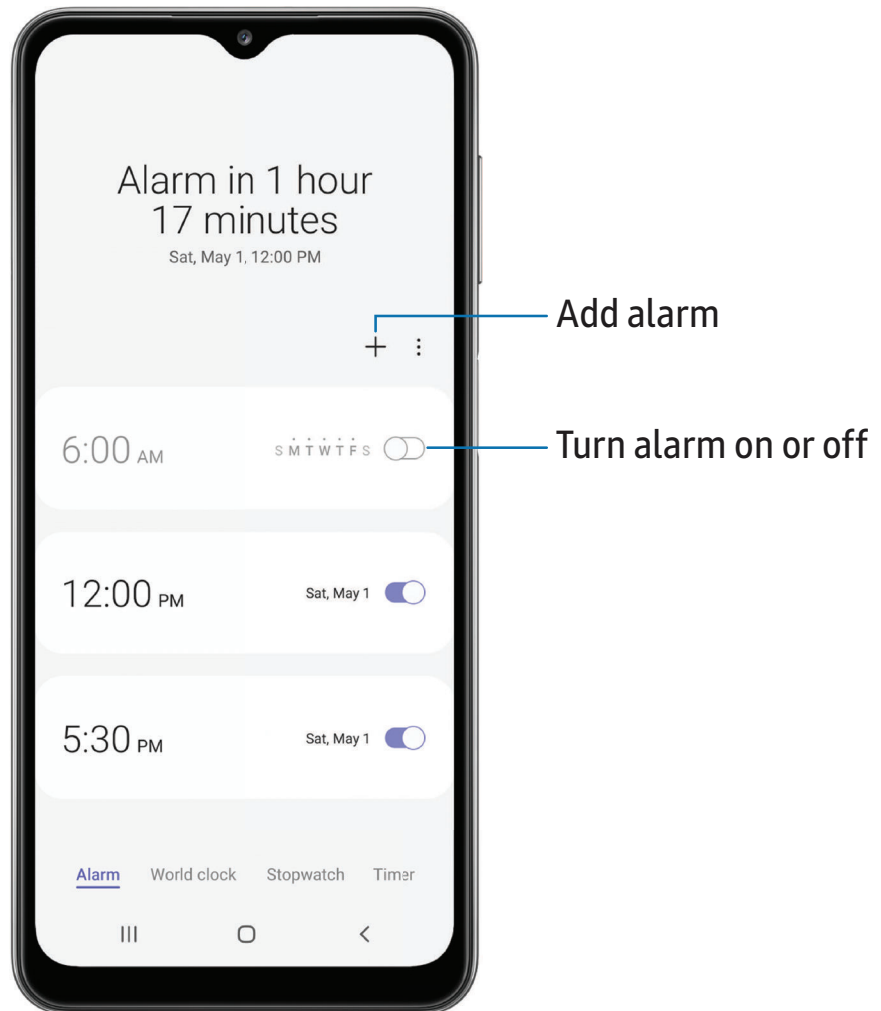 Alarm in 1 hour
17 minutes
Sat, May 1, 12:00 PM
Add alarm
6:00 AM
S M T W T F S
Turn alarm on or off
12:00 PM
Sat, May 1
5:30 PM
Sat, May 1
Alarm World clock Stopwatch Timer